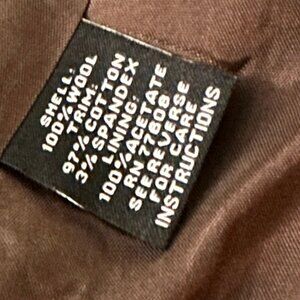 SHELL:
100% WOOL
TRIM:
97% COTTON
3% SPANDEX
LINING:
100% ACETATE
RN 77608
SEE REVERSE
FOR CARE
INSTRUCTIONS